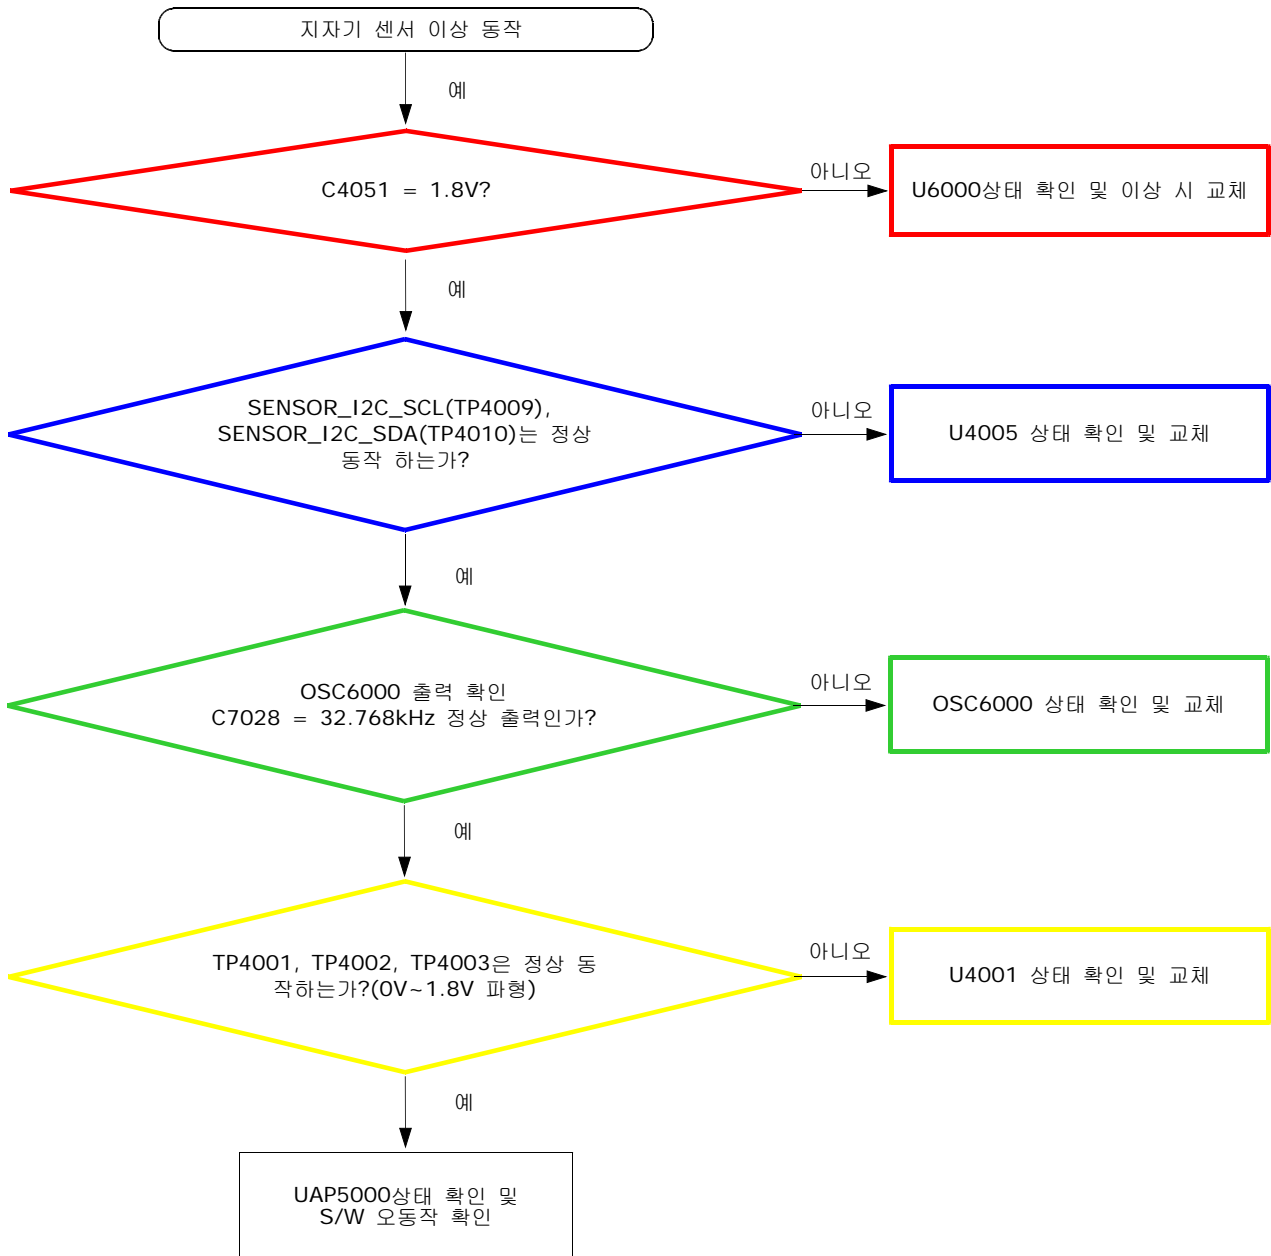 지자기 센서 이상 동작
예
C4051 = 1.8V?
아니오
U6000상태 확인 및 이상 시 교체
예
SENSOR_I2C_SCL(TP4009),
SENSOR_I2C_SDA(TP4010)는 정상
동작 하는가?
아니오
U4005 상태 확인 및 교체
예
OSC6000 출력 확인
C7028 = 32.768kHz 정상 출력인가?
아니오
OSC6000 상태 확인 및 교체
예
TP4001, TP4002, TP4003은 정상 동
작하는가?(0V~1.8V 파형)
아니오
U4001 상태 확인 및 교체
예
UAP5000상태 확인 및
S/W 오동작 확인